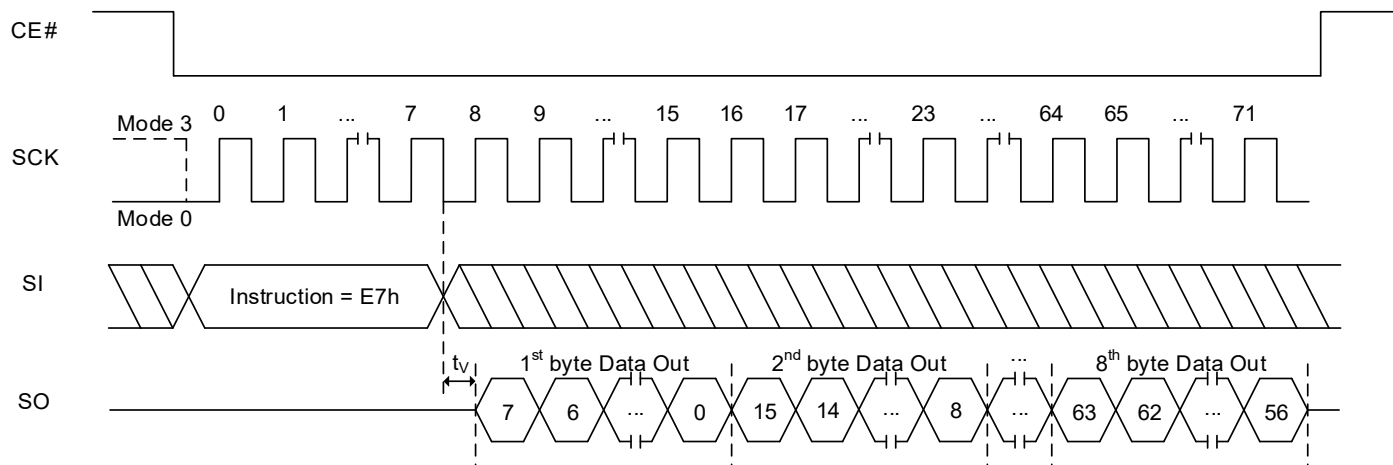 CE#
0 1 ... 7 8 9 ... 15 16 17 ... 23 ... 64 65 ... 71
Mode 3
SCK
Mode 0
SI
Instruction = E7h
tV 1st byte Data Out 2nd byte Data Out ... 8th byte Data Out
SO
7 6 ... 0 15 14 ... 8 ... 63 62 ... 56